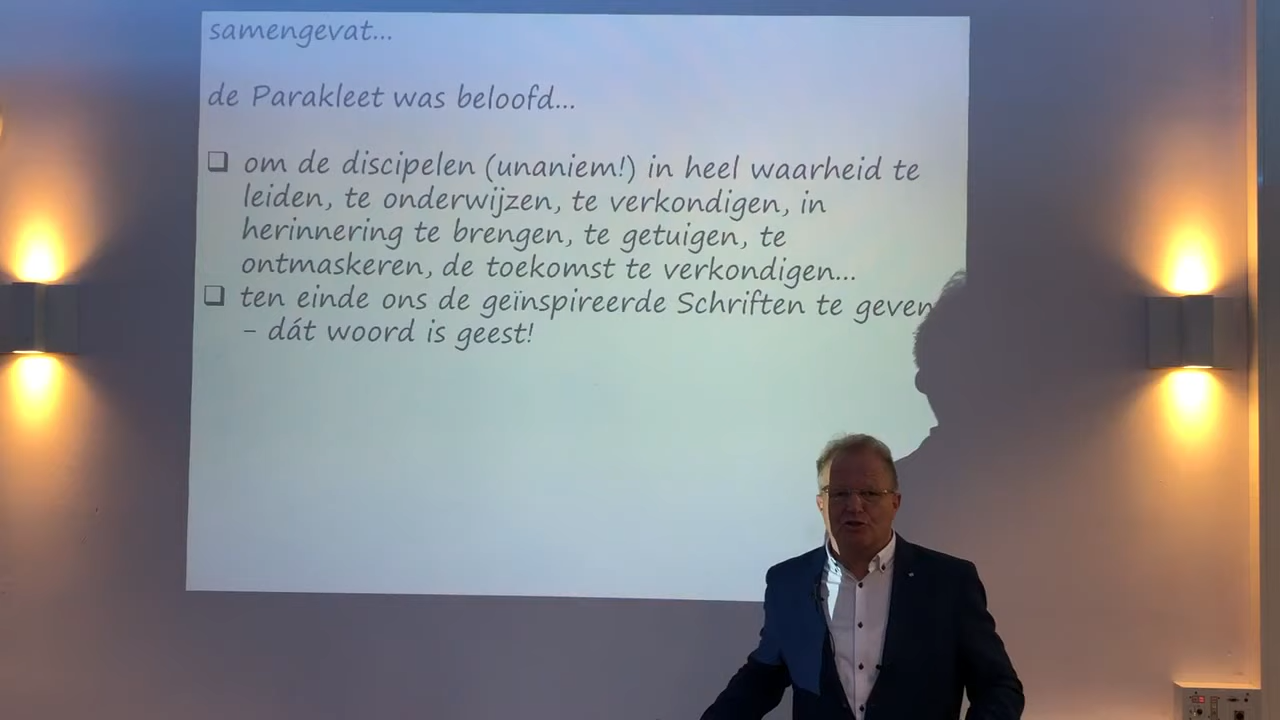 samengevat...
de Parakleet was beloofd...
❑ om de discipelen (unaniem!) in heel waarheid te
leiden, te onderwijzen, te verkondigen, in
herinnering te brengen, te getuigen, te
ontmaskeren, de toekomst te verkondigen...
❑ ten einde ons de geïnspireerde Schriften te geven
– dát woord is geest!